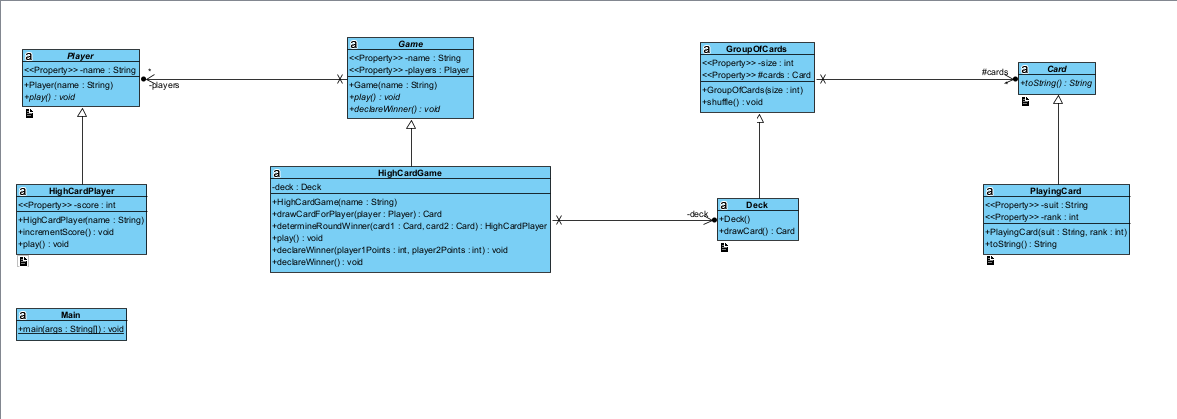 Player
<<Property>> -name : String
+Player(name : String)
+play() : void
*
-players
Game
<<Property>> -name : String
<<Property>> -players : Player
+Game(name : String)
+play() : void
+declareWinner() : void
GroupOfCards
<<Property>> -size : int
<<Property>> #cards : Card
+GroupOfCards(size : int)
+shuffle() : void
#cards
Card
+toString() : String
HighCardPlayer
<<Property>> -score : int
+HighCardPlayer(name : String)
+incrementScore() : void
+play() : void
HighCardGame
-deck : Deck
+HighCardGame(name : String)
+drawCardForPlayer(player : Player) : Card
+determineRoundWinner(card1 : Card, card2 : Card) : HighCardPlayer
+play() : void
+declareWinner(player1Points : int, player2Points : int) : void
+declareWinner() : void
-deck
Deck
+Deck()
+drawCard() : Card
PlayingCard
<<Property>> -suit : String
<<Property>> -rank : int
+PlayingCard(suit : String, rank : int)
+toString() : String
Main
+main(args : String[]) : void